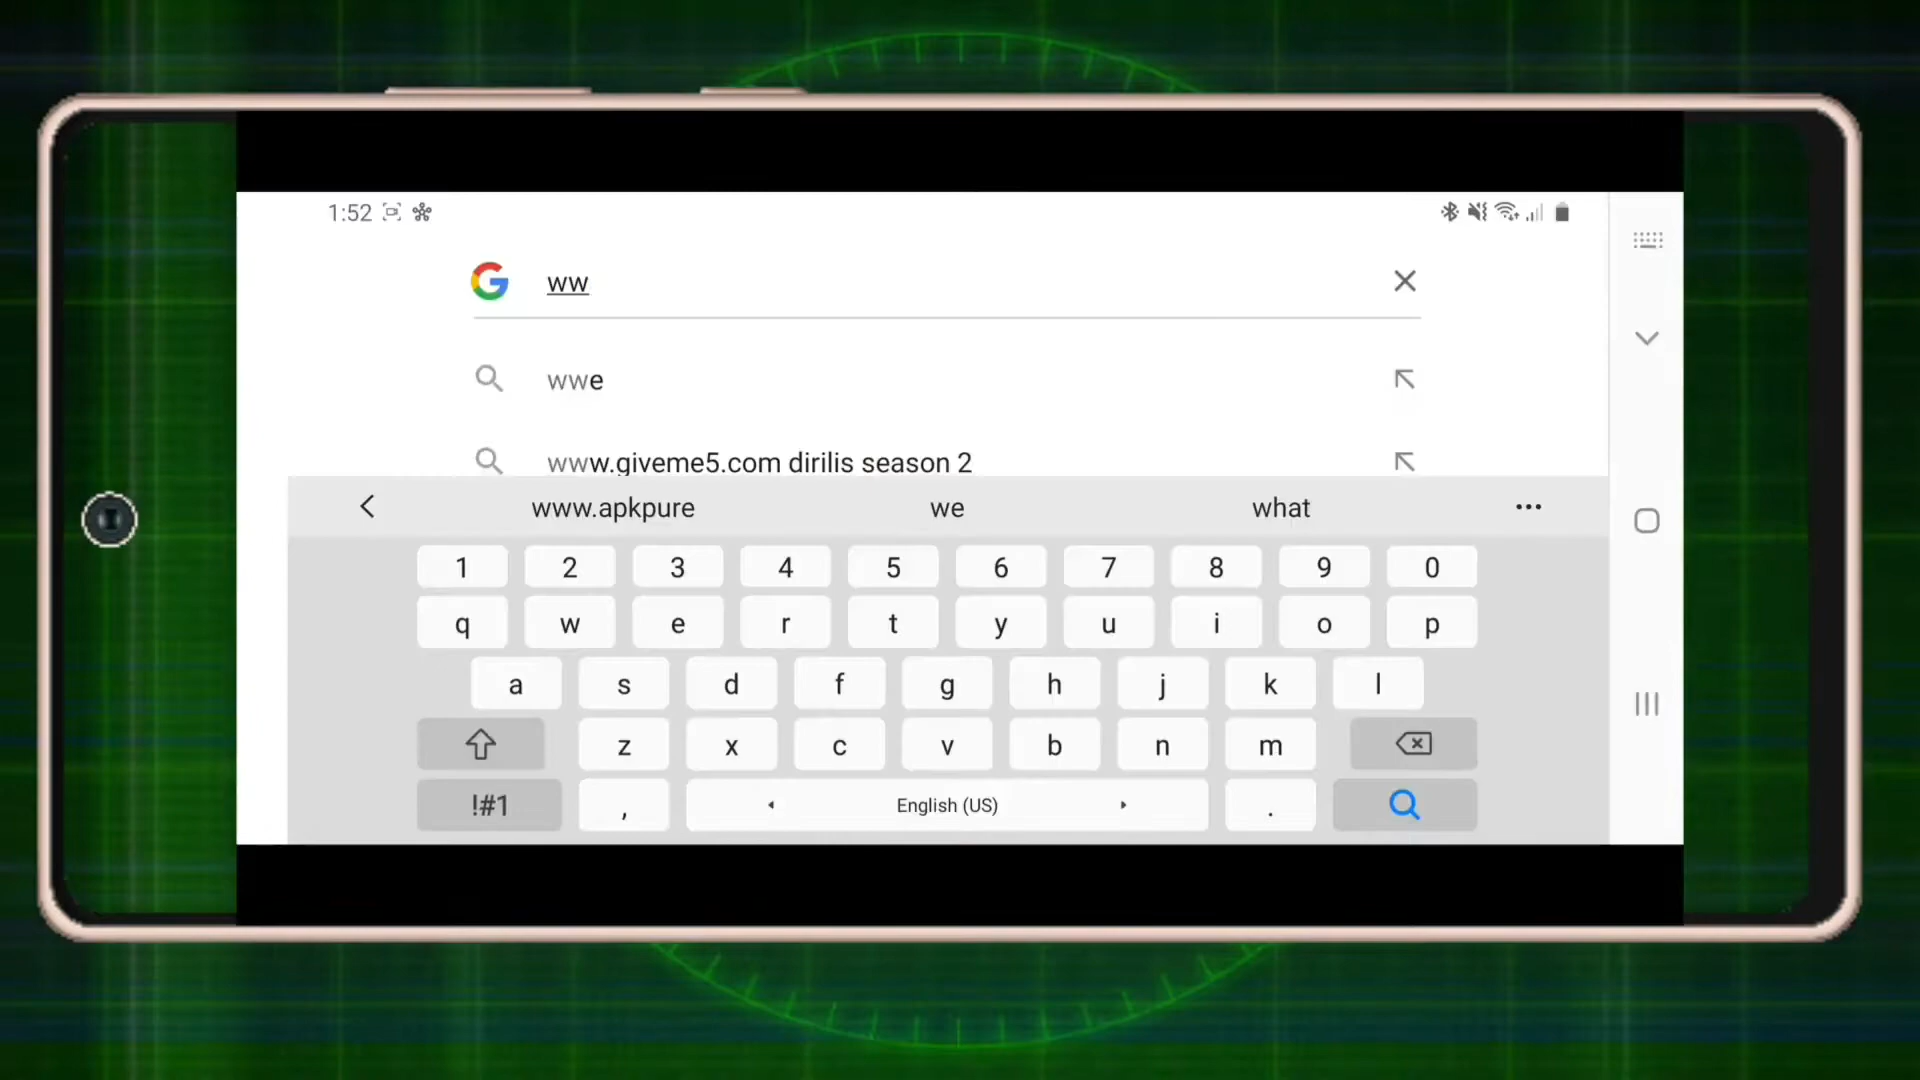 1:52
ww
wwe
www.giveme5.com dirilis season 2
www.apkpure we what
1 2 3 4 5 6 7 8 9 0
q w e r t y u i o p
a s d f g h j k l
z x c v b n m
!#1 , English (US) .